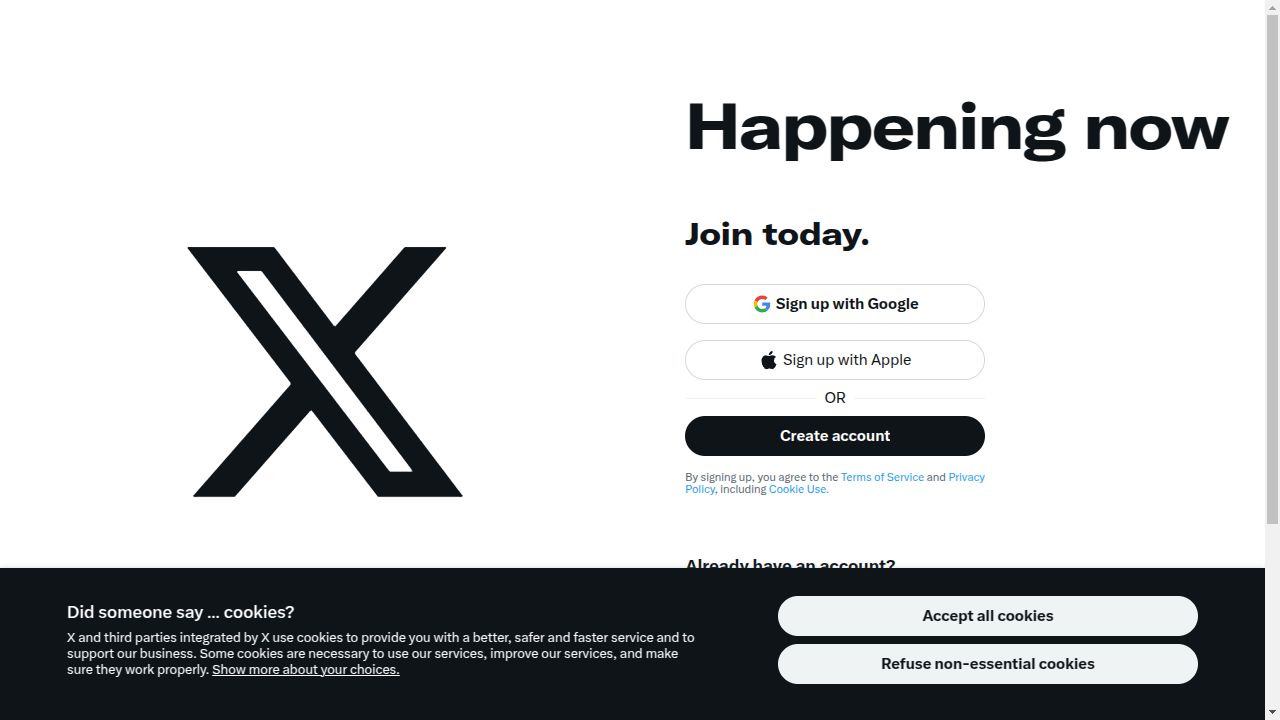 Happening now
Join today.
Sign up with Google
Sign up with Apple
OR
Create account
By signing up, you agree to the Terms of Service and Privacy
Policy, including Cookie Use.
Already have an account?
Did someone say … cookies?
X and third parties integrated by X use cookies to provide you with a better, safer and faster service and to
support our business. Some cookies are necessary to use our services, improve our services, and make
sure they work properly. Show more about your choices.
Accept all cookies
Refuse non-essential cookies